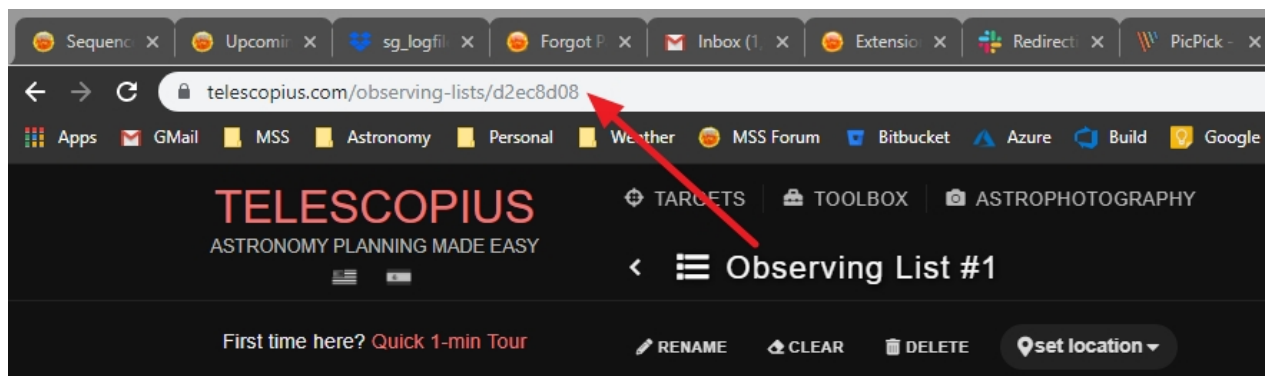 Sequenc Upcomin sg_logfil Forgot P Inbox (1, Extensio Redirecti PicPick -
telescopius.com/observing-lists/d2ec8d08
Apps GMail MSS Astronomy Personal Weather MSS Forum Bitbucket Azure Build Google
TELESCOPIUS
ASTRONOMY PLANNING MADE EASY
TARGETS TOOLBOX ASTROPHOTOGRAPHY
Observing List #1
First time here? Quick 1-min Tour
RENAME CLEAR DELETE set location